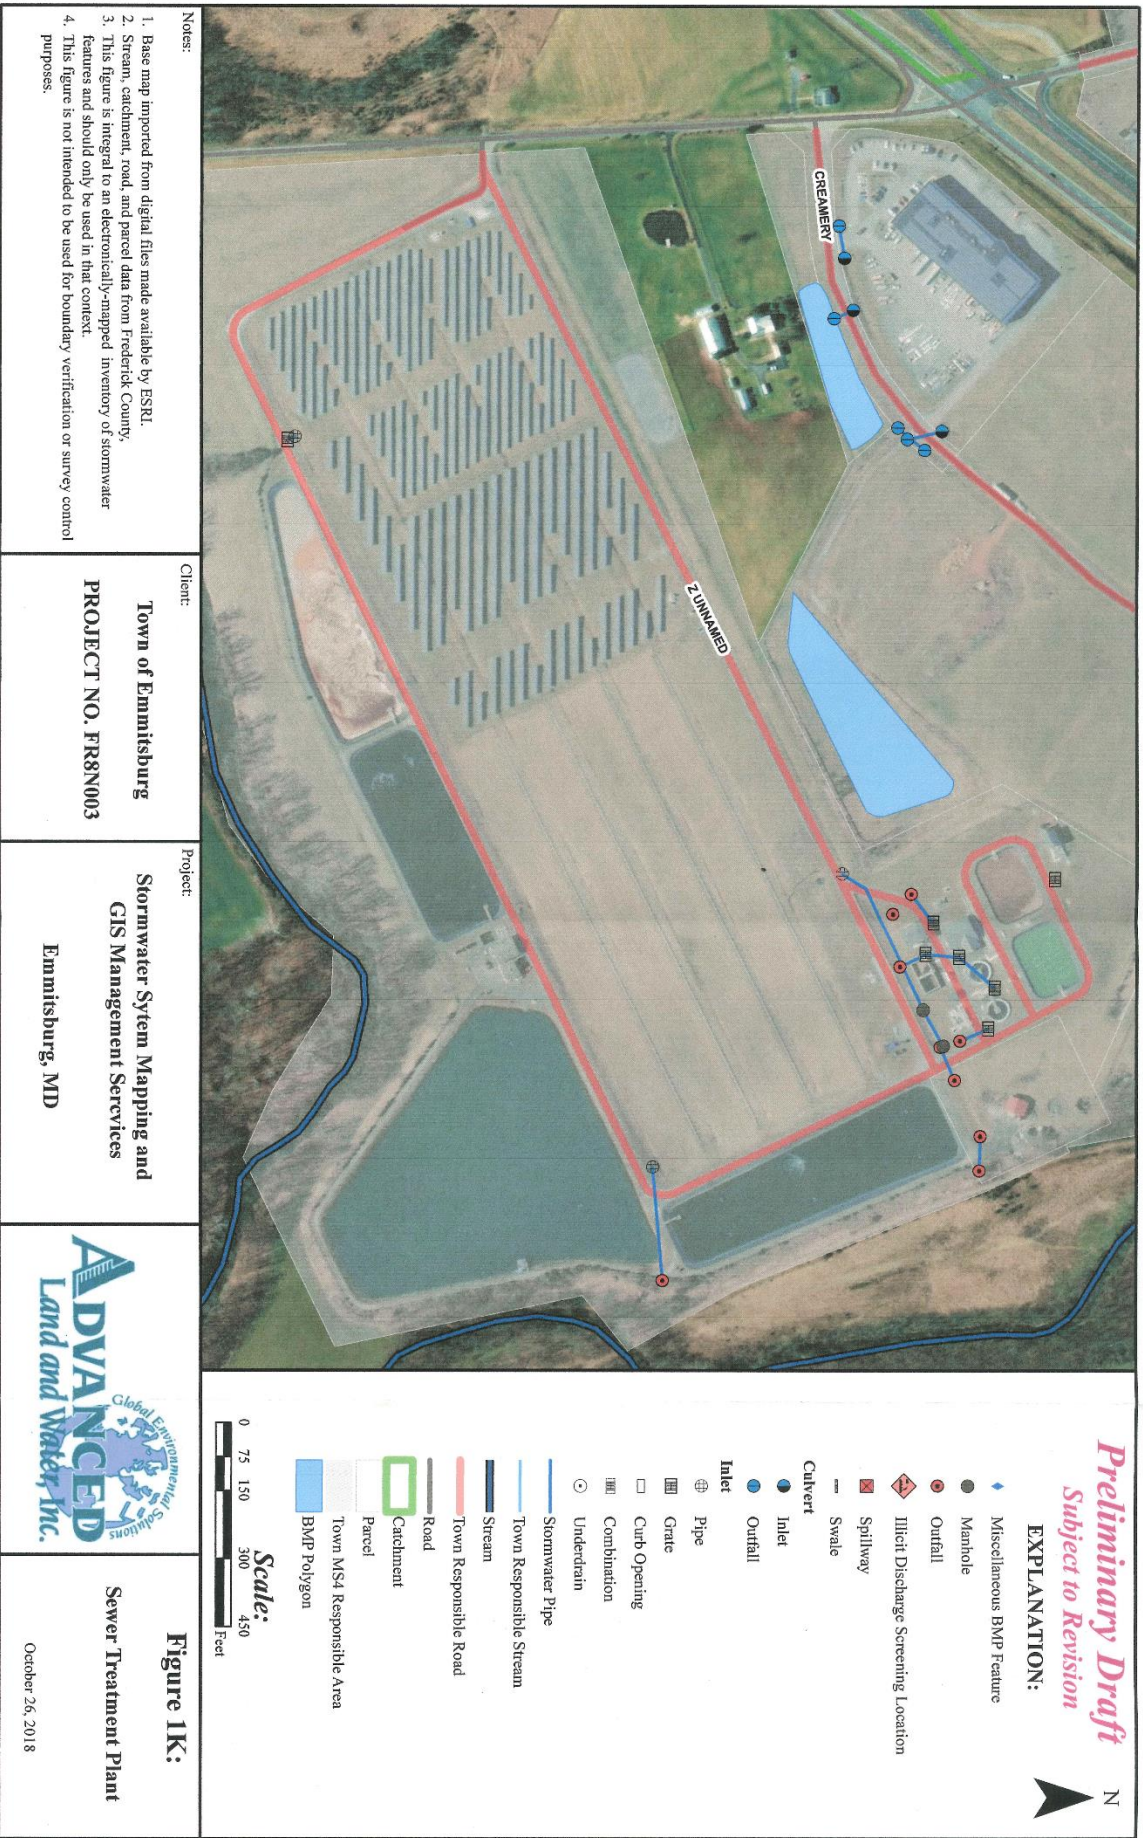 CREAMERY
Z UNNAMED
Preliminary Draft
Subject to Revision
N
EXPLANATION:
Miscellaneous BMP Feature
Manhole
Outfall
Illicit Discharge Screening Location
Spillway
Swale
Culvert
Inlet
Outfall
Inlet
Pipe
Grate
Curb Opening
Combination
Underdrain
Stormwater Pipe
Town Responsible Stream
Stream
Town Responsible Road
Road
Catchment
Parcel
Town MS4 Responsible Area
BMP Polygon
Scale:
0 75 150 300 450
Feet
Notes:
1. Base map imported from digital files made available by ESRI.
2. Stream, catchment, road, and parcel data from Frederick County,
3. This figure is integral to an electronically-mapped inventory of stormwater
features and should only be used in that context.
4. This figure is not intended to be used for boundary verification or survey control
purposes.
Client:
Town of Emmitsburg
PROJECT NO. FR8N003
Project:
Stormwater Sytem Mapping and
GIS Management Sercvices
Emmitsburg, MD
Global Environmental Solutions
ADVANCED
Land and Water, Inc.
Figure 1K:
Sewer Treatment Plant
October 26, 2018